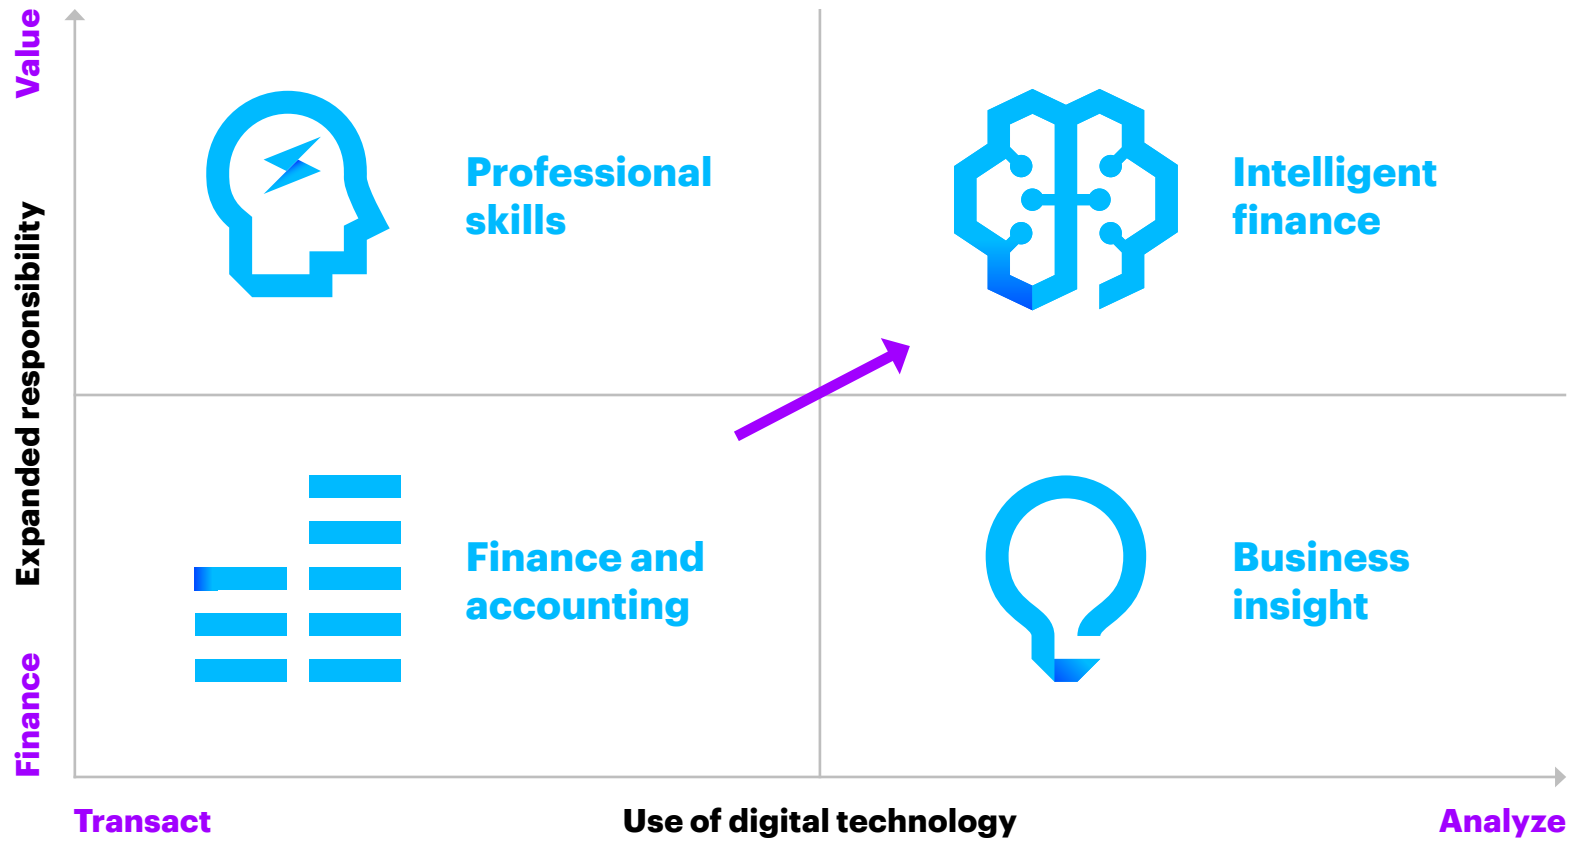 Value
Expanded responsibility
Finance
Professional
skills
Intelligent
finance
Finance and
accounting
Business
insight
Transact
Use of digital technology
Analyze